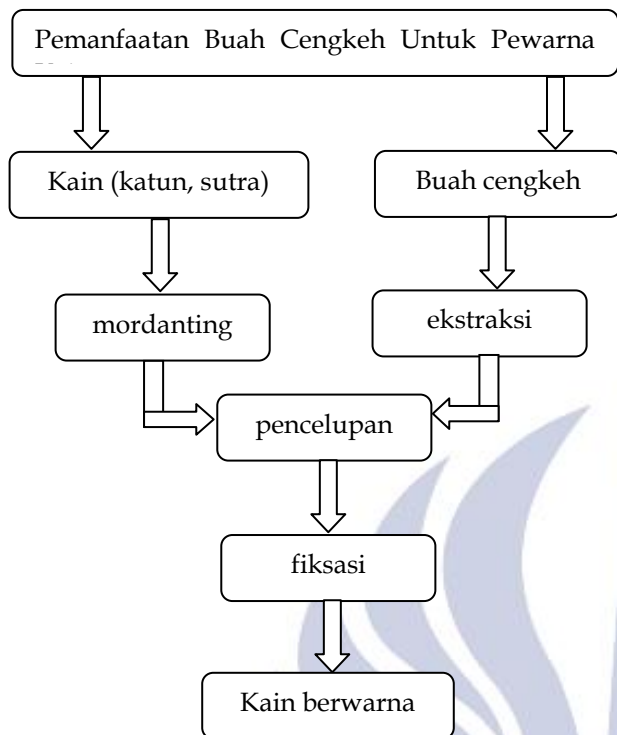 Pemanfaatan Buah Cengkeh Untuk Pewarna
Kain (katun, sutra)
Buah cengkeh
mordanting
ekstraksi
pencelupan
fiksasi
Kain berwarna